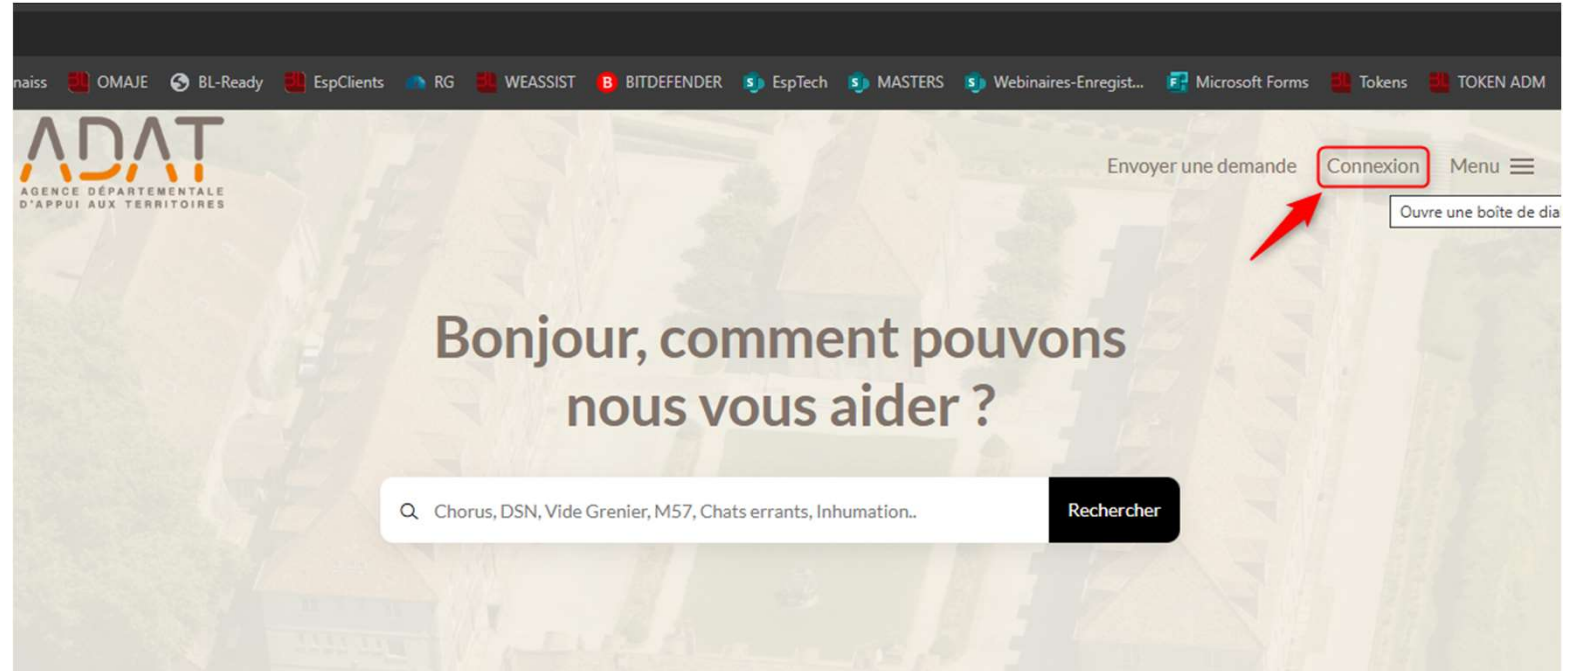 naiss OMAJE BL-Ready EspClients RG WEASSIST BITDEFENDER EspTech MASTERS Webinaires-Enregist... Microsoft Forms Tokens TOKEN ADM
ADAT
AGENCE DÉPARTEMENTALE
D'APPUI AUX TERRITOIRES
Envoyer une demande Connexion Menu
Ouvre une boîte de dia
Bonjour, comment pouvons
nous vous aider ?
Chorus, DSN, Vide Grenier, M57, Chats errants, Inhumation.. Rechercher